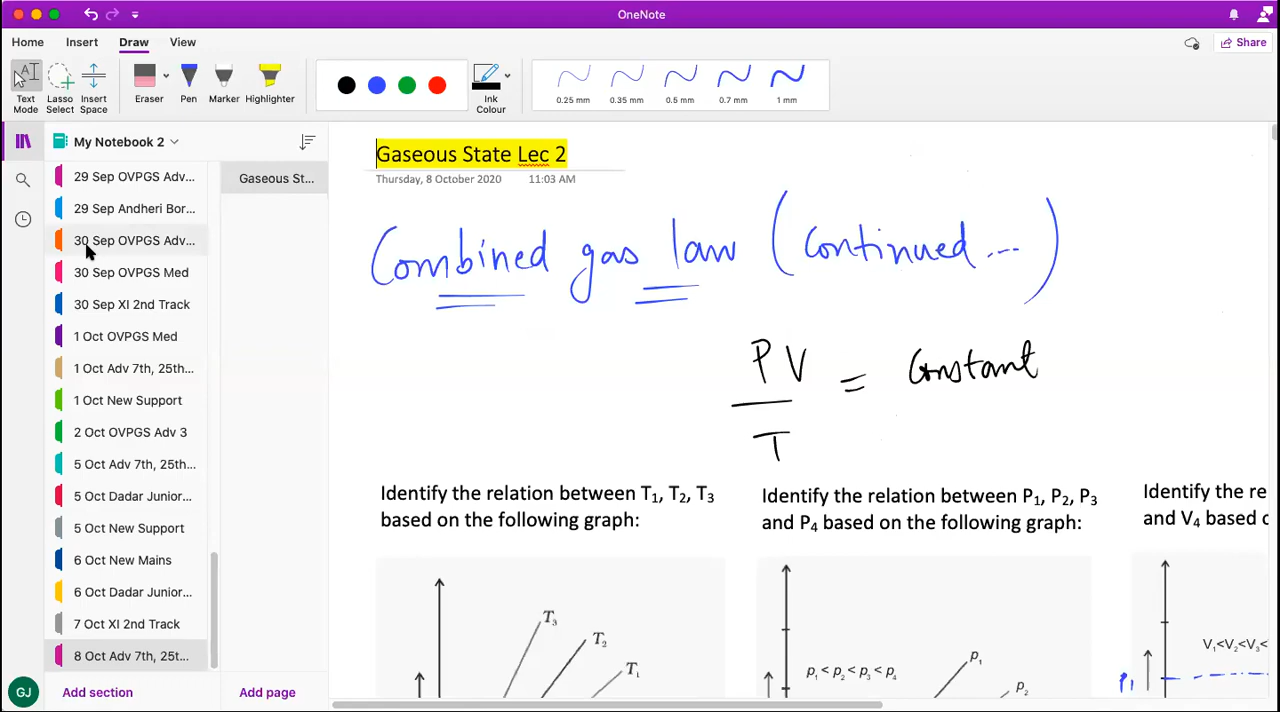 OneNote
Home
Insert
Draw
View
Share
Text Mode
Lasso Select
Insert Space
Eraser
Pen
Marker
Highlighter
Ink Colour
0.25 mm
0.35 mm
0.5 mm
0.7 mm
1 mm
My Notebook 2
29 Sep OVPGS Adv...
29 Sep Andheri Bor...
30 Sep OVPGS Adv...
30 Sep OVPGS Med
30 Sep XI 2nd Track
1 Oct OVPGS Med
1 Oct Adv 7th, 25th...
1 Oct New Support
2 Oct OVPGS Adv 3
5 Oct Adv 7th, 25th...
5 Oct Dadar Junior...
5 Oct New Support
6 Oct New Mains
6 Oct Dadar Junior...
7 Oct XI 2nd Track
8 Oct Adv 7th, 25t...
GJ
Add section
Gaseous St...
Add page
Gaseous State Lec 2
Thursday, 8 October 2020 11:03 AM
Combined gas law (Continued...)
PV
= Constant
T
Identify the relation between T₁, T₂, T₃
based on the following graph:
T₃
T₂
T₁
Identify the relation between P₁, P₂, P₃
and P₄ based on the following graph:
p₁ < p₂ < p₃ < p₄
p₁
p₂
Identify the re
and V₄ based c
V₁<V₂<V₃<
P₁